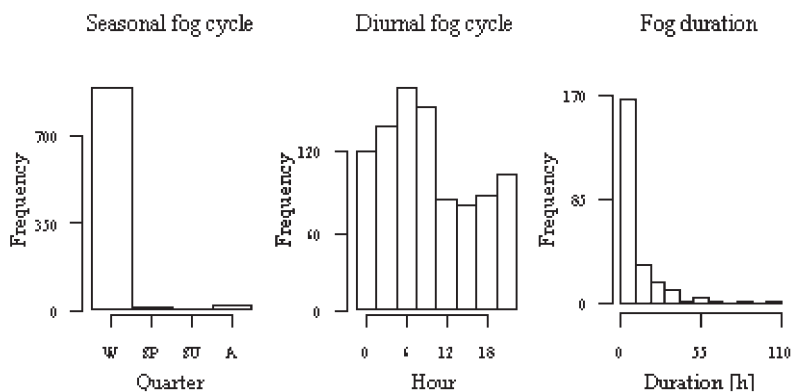 Seasonal fog cycle
Frequency
700
350
0
W SP SU A
Quarter
Diurnal fog cycle
Frequency
120
60
0
0 6 12 18
Hour
Fog duration
Frequency
170
85
0
0 55 110
Duration [h]